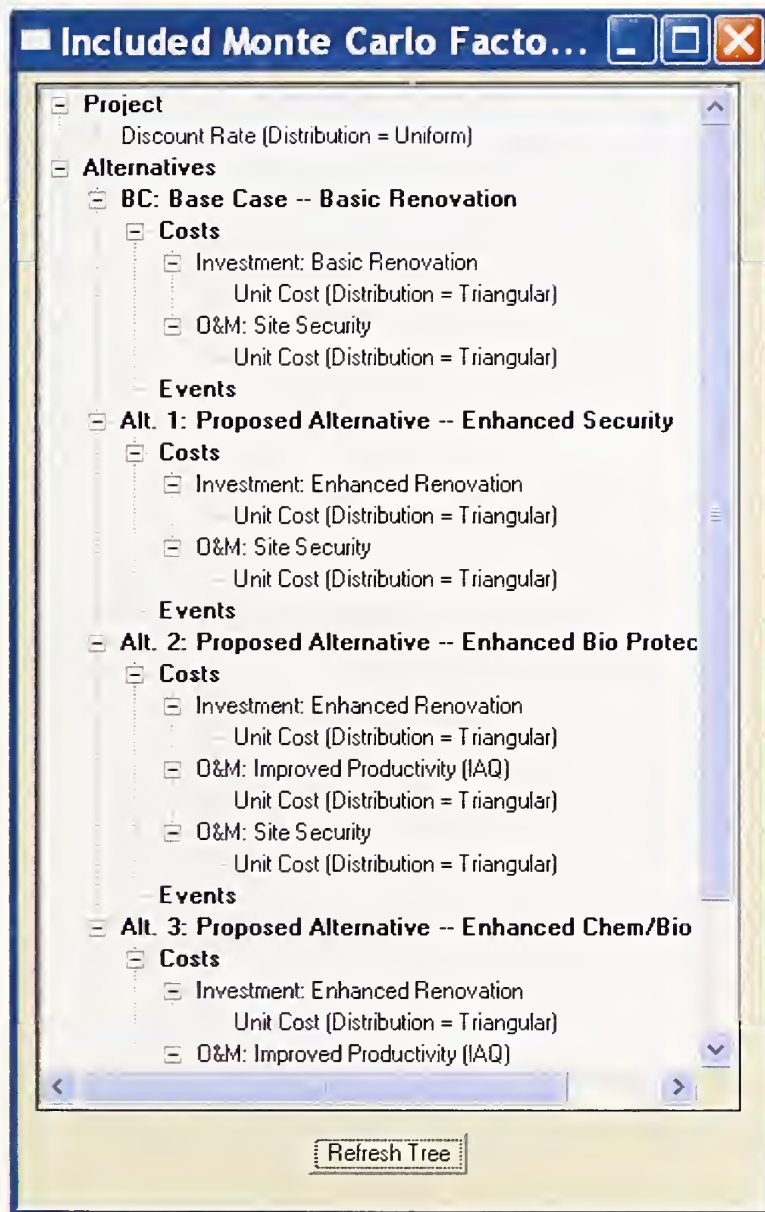 Included Monte Carlo Facto...
Project
Discount Rate (Distribution = Uniform)
Alternatives
BC: Base Case -- Basic Renovation
Costs
Investment: Basic Renovation
Unit Cost (Distribution = Triangular)
O&M: Site Security
Unit Cost (Distribution = Triangular)
Events
Alt. 1: Proposed Alternative -- Enhanced Security
Costs
Investment: Enhanced Renovation
Unit Cost (Distribution = Triangular)
O&M: Site Security
Unit Cost (Distribution = Triangular)
Events
Alt. 2: Proposed Alternative -- Enhanced Bio Protec
Costs
Investment: Enhanced Renovation
Unit Cost (Distribution = Triangular)
O&M: Improved Productivity (IAQ)
Unit Cost (Distribution = Triangular)
O&M: Site Security
Unit Cost (Distribution = Triangular)
Events
Alt. 3: Proposed Alternative -- Enhanced Chem/Bio
Costs
Investment: Enhanced Renovation
Unit Cost (Distribution = Triangular)
O&M: Improved Productivity (IAQ)
Refresh Tree